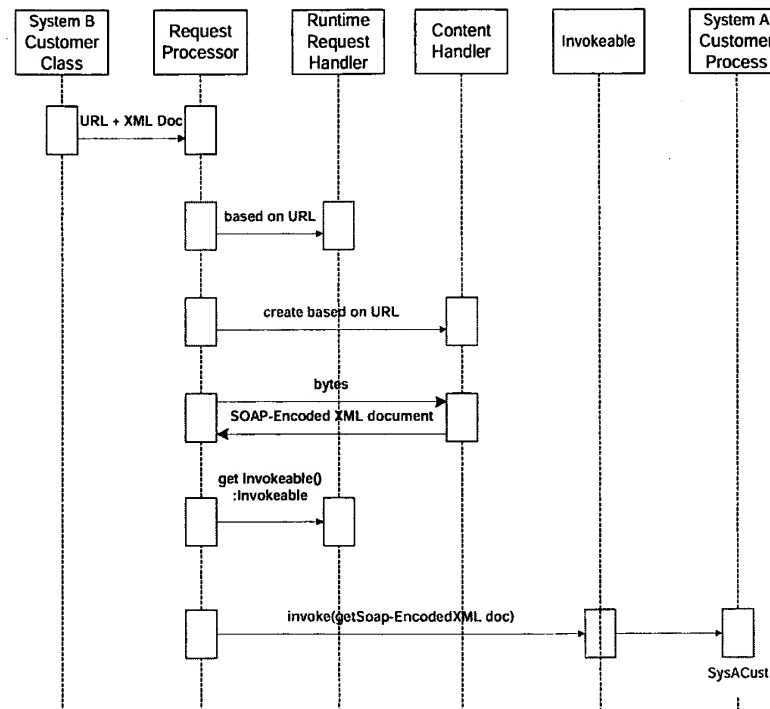 System B
Customer
Class
Request
Processor
Runtime
Request
Handler
Content
Handler
Invokeable
System A
Customer
Process
URL + XML Doc
based on URL
create based on URL
bytes
SOAP-Encoded XML document
get Invokeable()
:Invokeable
invoke(getSoap-EncodedXML doc)
SysACust